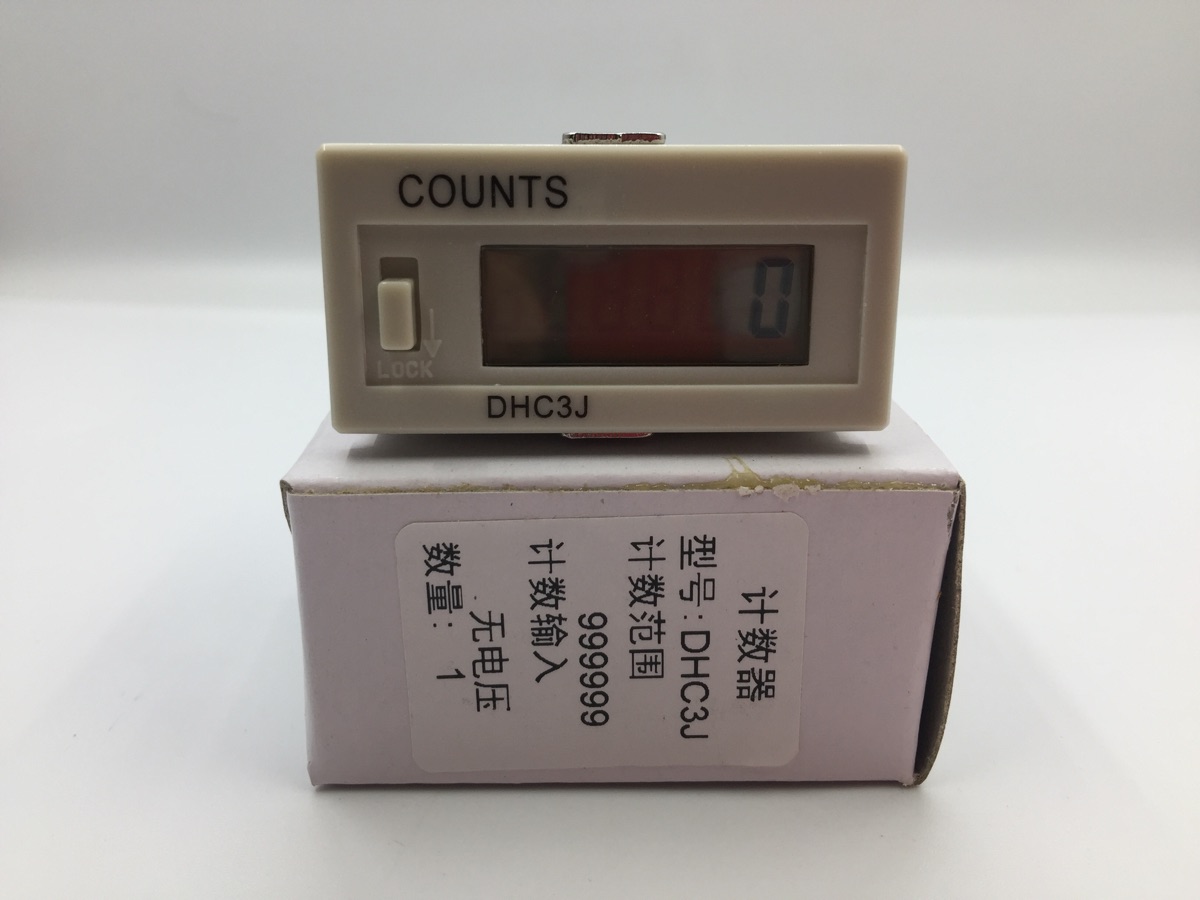 COUNTS
0
LOCK
DHC3J
计数器
型号:DHC3J
计数范围
999999
计数输入
无电压
数量: 1